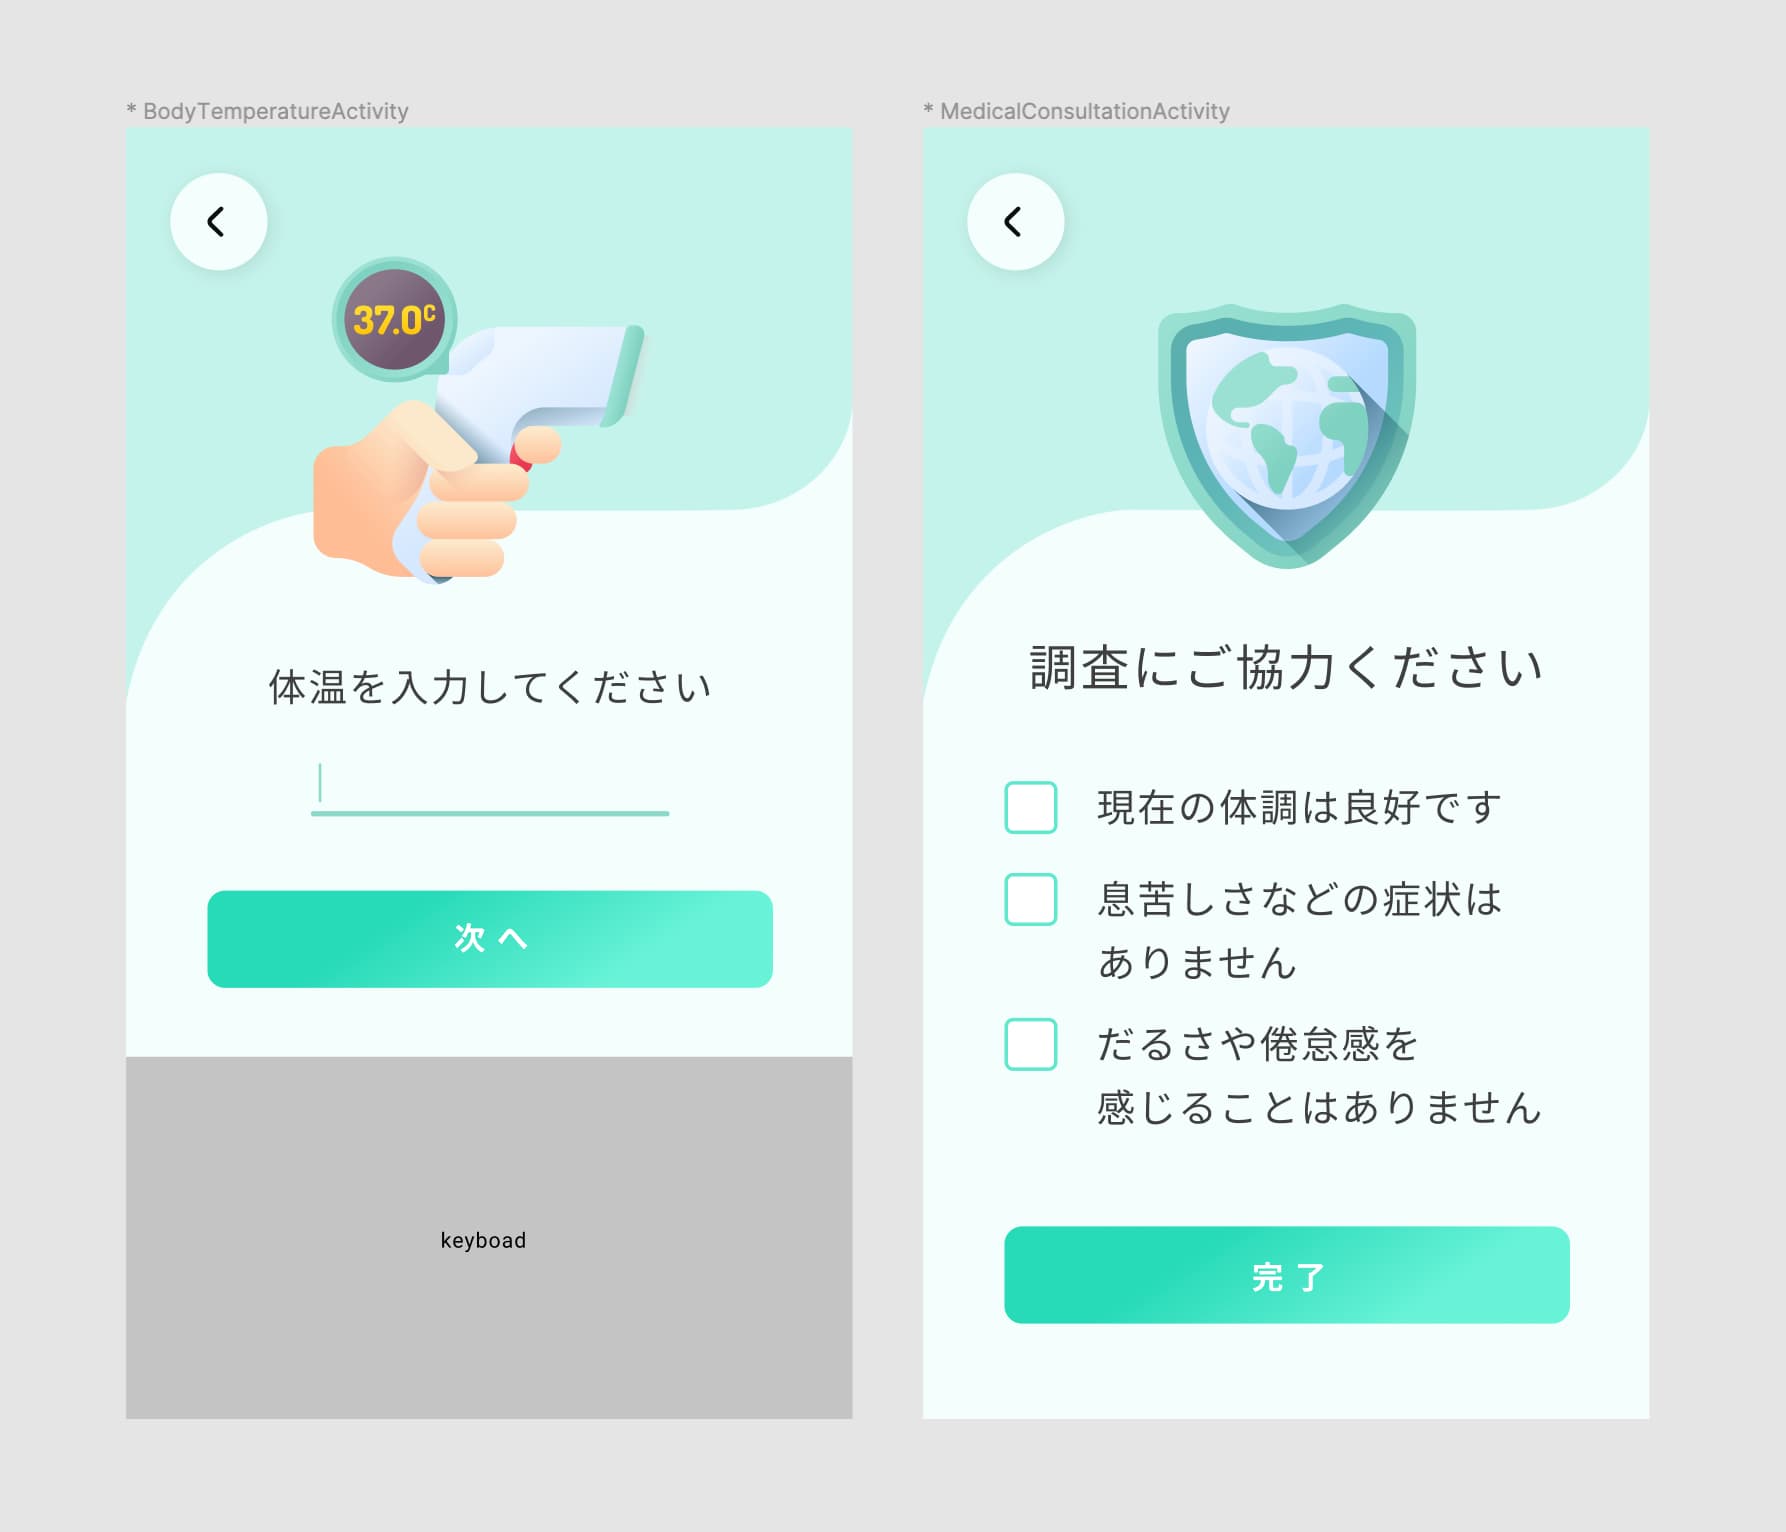 * BodyTemperatureActivity
37.0c
体温を入力してください
次へ
keyboad
* MedicalConsultationActivity
調査にご協力ください
現在の体調は良好です
息苦しさなどの症状は
ありません
だるさや倦怠感を
感じることはありません
完了